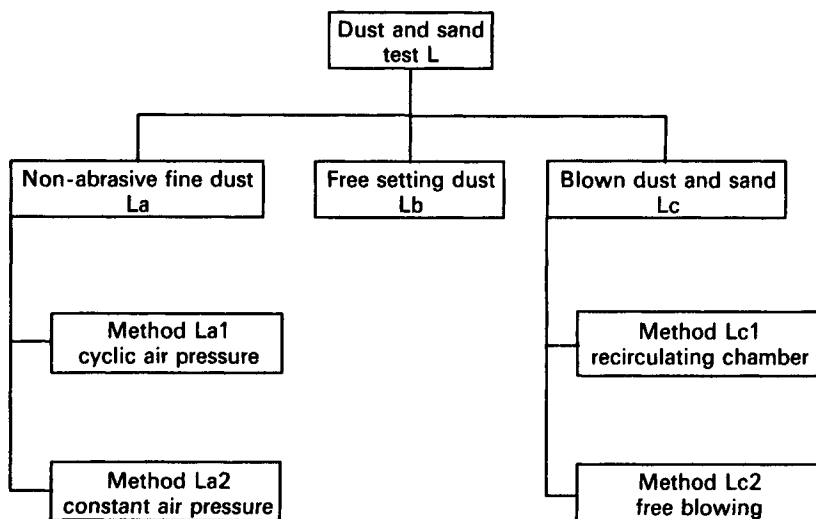 Dust and sand
test L
Non-abrasive fine dust
La
Free setting dust
Lb
Blown dust and sand
Lc
Method La1
cyclic air pressure
Method Lc1
recirculating chamber
Method La2
constant air pressure
Method Lc2
free blowing